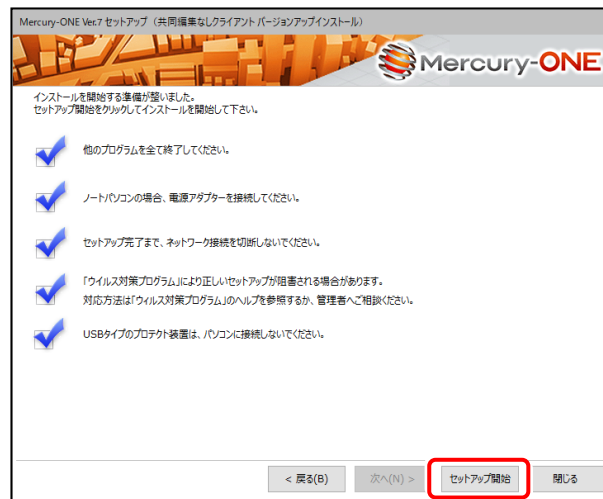 Mercury-ONE Ver.7 セットアップ（共同編集なしクライアント バージョンアップインストール）
Mercury-ONE
インストールを開始する準備が整いました。
セットアップ開始をクリックしてインストールを開始して下さい。
他のプログラムを全て終了してください。
ノートパソコンの場合、電源アダプターを接続してください。
セットアップ完了まで、ネットワーク接続を切断しないでください。
「ウイルス対策プログラム」により正しいセットアップが阻害される場合があります。
対応方法は「ウィルス対策プログラム」のヘルプを参照するか、管理者へご相談ください。
USBタイプのプロテクト装置は、パソコンに接続しないでください。
< 戻る(B) 次へ(N) > セットアップ開始 閉じる